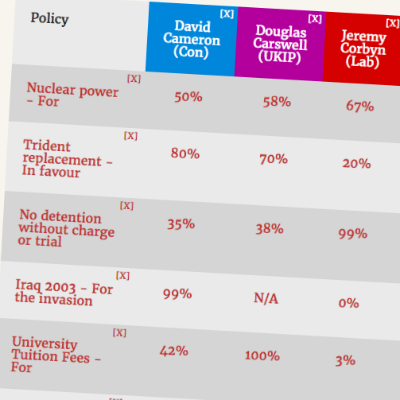 Policy
[X]
David
Cameron
(Con)
[X]
Douglas
Carswell
(UKIP)
[X]
Jeremy
Corbyn
(Lab)
[X]
Nuclear power
– For
50%
58%
67%
[X]
Trident
replacement –
In favour
80%
70%
20%
[X]
No detention
without charge
or trial
35%
38%
99%
[X]
Iraq 2003 – For
the invasion
99%
N/A
0%
[X]
University
Tuition Fees –
For
42%
100%
3%